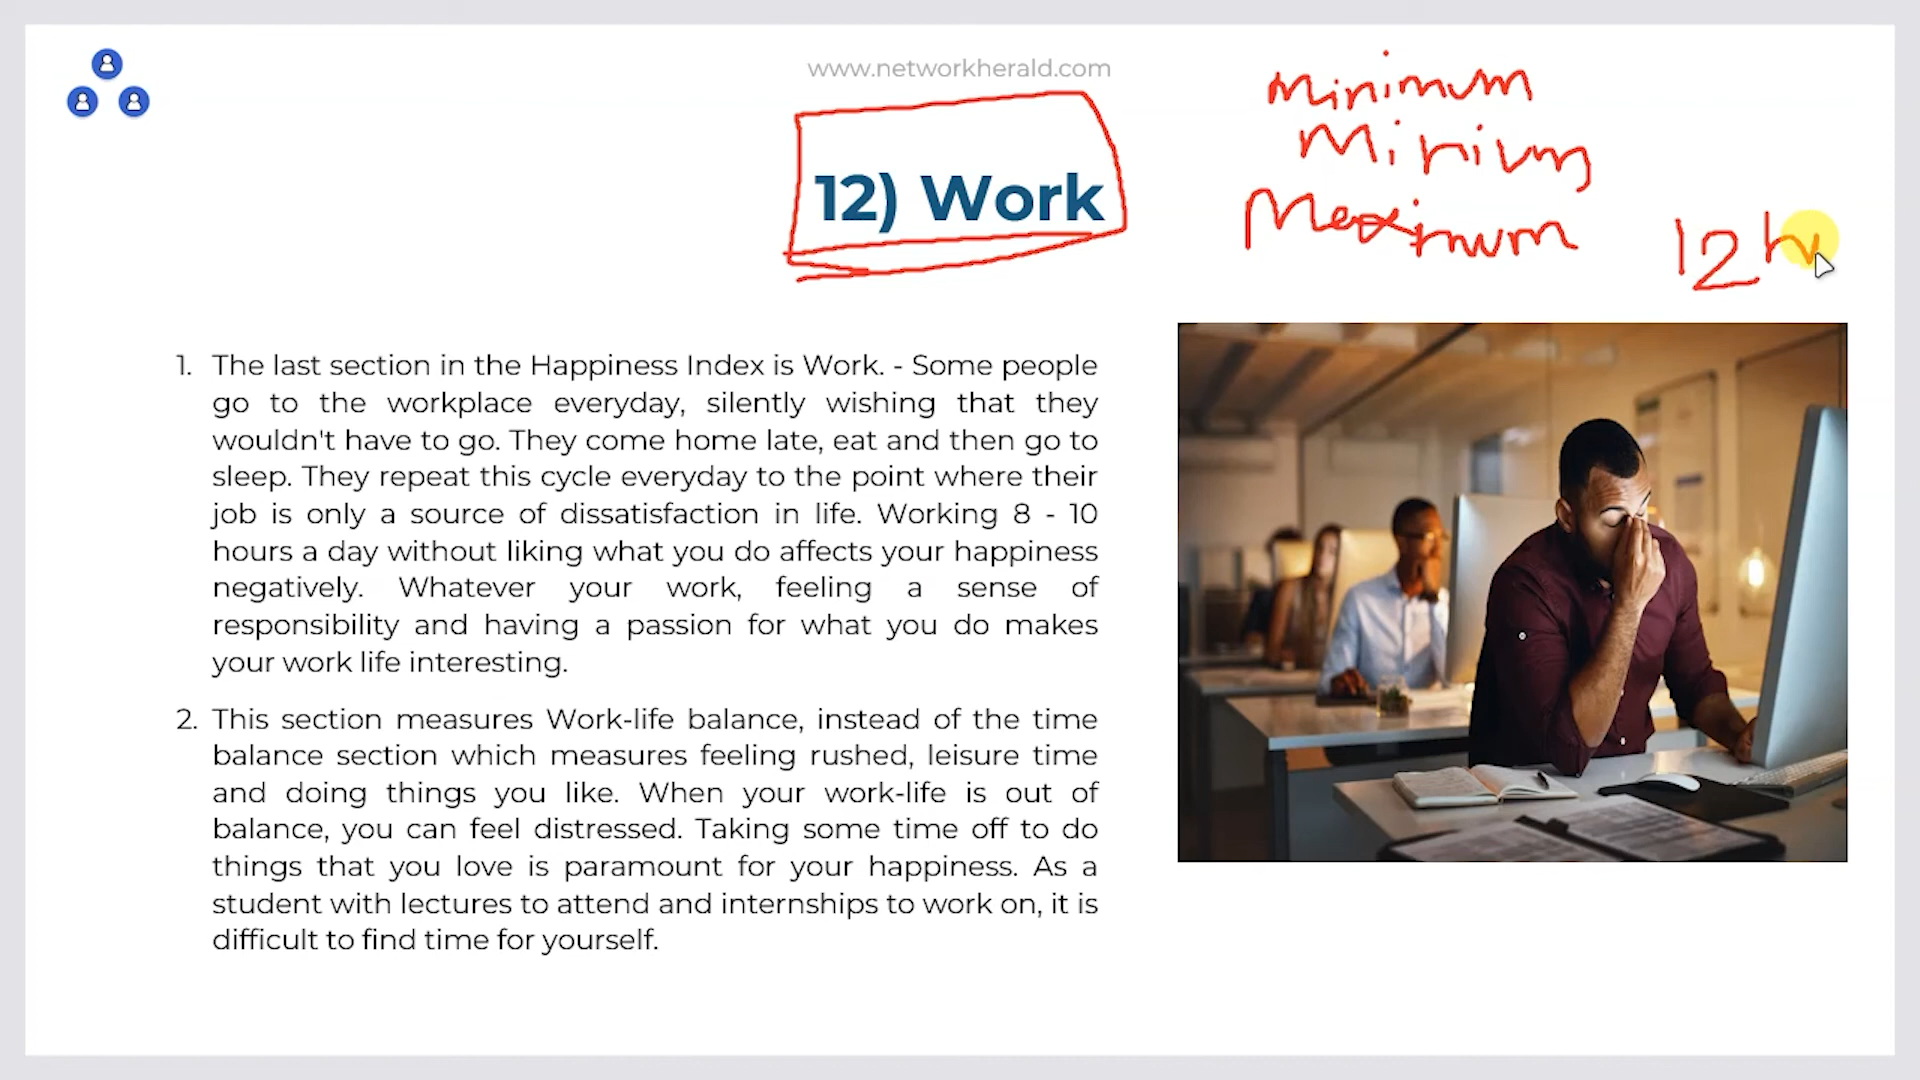 www.networkherald.com
minimum
Minium
Meximum
12 hr
12) Work
1. The last section in the Happiness Index is Work. - Some people
go to the workplace everyday, silently wishing that they
wouldn't have to go. They come home late, eat and then go to
sleep. They repeat this cycle everyday to the point where their
job is only a source of dissatisfaction in life. Working 8 - 10
hours a day without liking what you do affects your happiness
negatively. Whatever your work, feeling a sense of
responsibility and having a passion for what you do makes
your work life interesting.
2. This section measures Work-life balance, instead of the time
balance section which measures feeling rushed, leisure time
and doing things you like. When your work-life is out of
balance, you can feel distressed. Taking some time off to do
things that you love is paramount for your happiness. As a
student with lectures to attend and internships to work on, it is
difficult to find time for yourself.